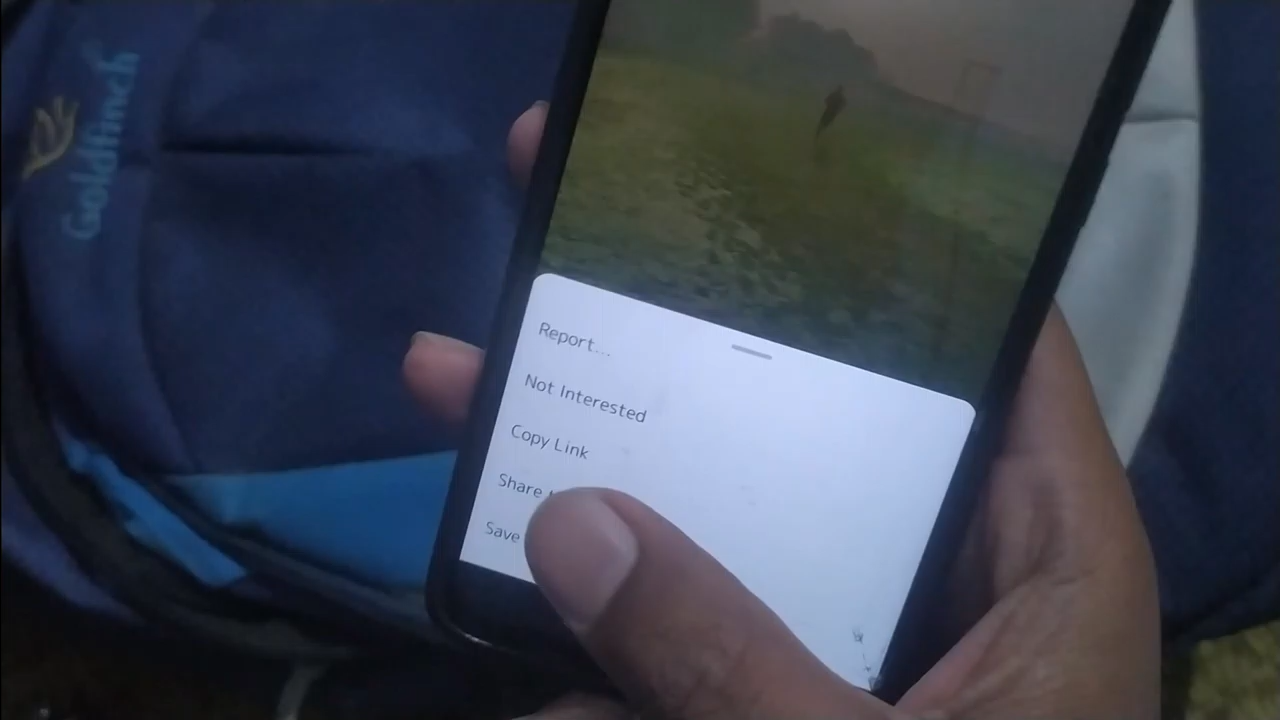 Goldfinch
Report...
Not Interested
Copy Link
Share
Save